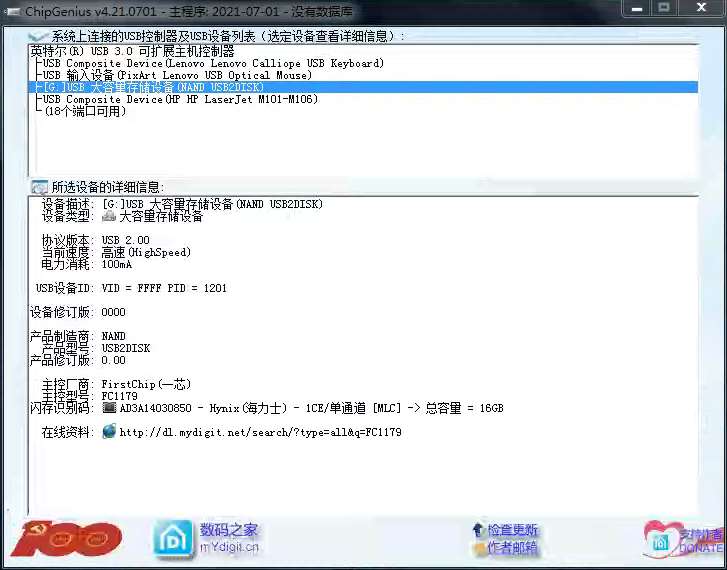 ChipGenius v4.21.0701 - 主程序: 2021-07-01 - 没有数据库
系统上连接的USB控制器及USB设备列表（选定设备查看详细信息）:
英特尔(R) USB 3.0 可扩展主机控制器
USB Composite Device(Lenovo Lenovo Calliope USB Keyboard)
USB 输入设备(PixArt Lenovo USB Optical Mouse)
[G:]USB 大容量存储设备(NAND USB2DISK)
USB Composite Device(HP HP LaserJet M101-M106)
(18个端口可用)
所选设备的详细信息:
设备描述: [G:]USB 大容量存储设备(NAND USB2DISK)
设备类型: 大容量存储设备
协议版本: USB 2.00
当前速度: 高速(HighSpeed)
电力消耗: 100mA
USB设备ID: VID = FFFF PID = 1201
设备修订版: 0000
产品制造商: NAND
产品型号: USB2DISK
产品修订版: 0.00
主控厂商: FirstChip(一芯)
主控型号: FC1179
闪存识别码: AD3A14030850 - Hynix(海力士) - 1CE/单通道 [MLC] -> 总容量 = 16GB
在线资料: http://dl.mydigit.net/search/?type=all&q=FC1179
100
数码之家
mYdigit.cn
检查更新
作者邮箱
支持作者
DONATE